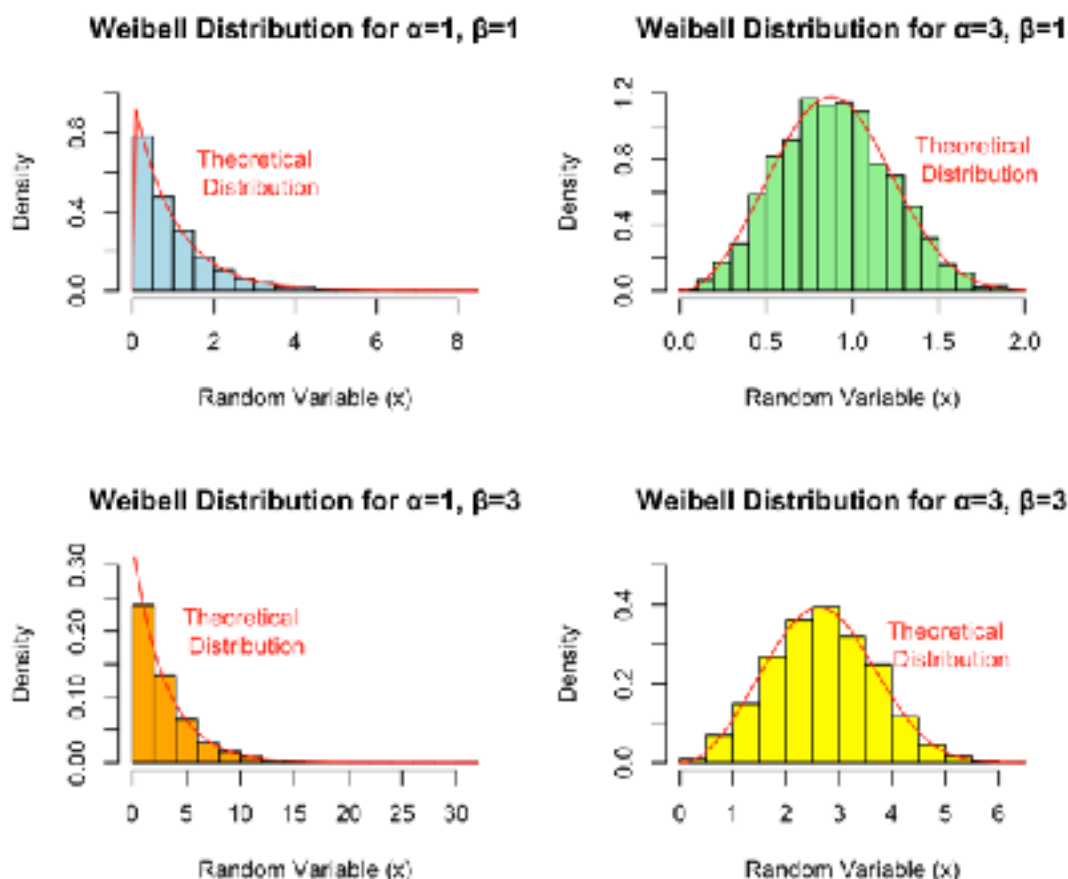 Weibell Distribution for α=1, β=1
0.0 0.4 0.8
Density
Theoretical
Distribution
0 2 4 6 8
Random Variable (x)
Weibell Distribution for α=3, β=1
0.0 0.4 0.8 1.2
Density
Theoretical
Distribution
0.0 0.5 1.0 1.5 2.0
Random Variable (x)
Weibell Distribution for α=1, β=3
0.00 0.10 0.20 0.30
Density
Theoretical
Distribution
0 5 10 15 20 25 30
Random Variable (x)
Weibell Distribution for α=3, β=3
0.0 0.2 0.4
Density
Theoretical
Distribution
0 1 2 3 4 5 6
Random Variable (x)